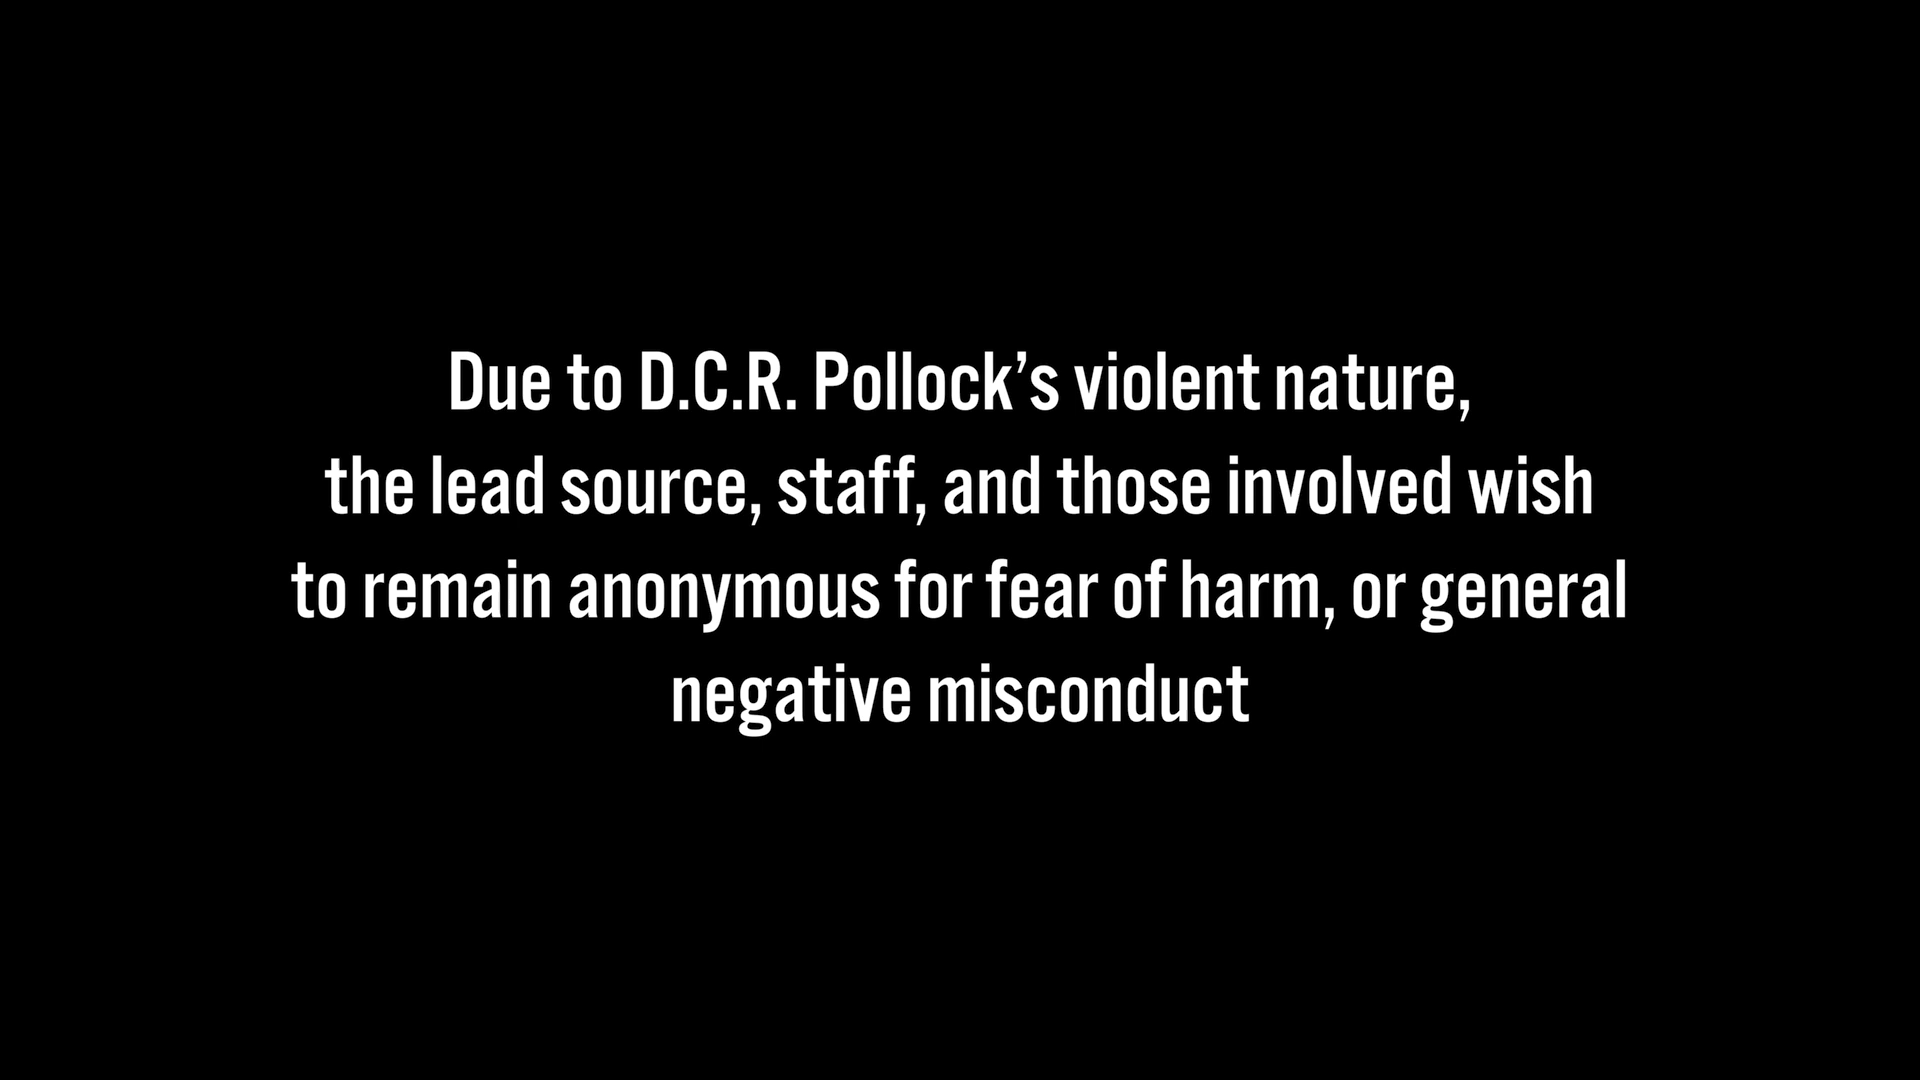 Due to D.C.R. Pollock’s violent nature,
the lead source, staff, and those involved wish
to remain anonymous for fear of harm, or general
negative misconduct